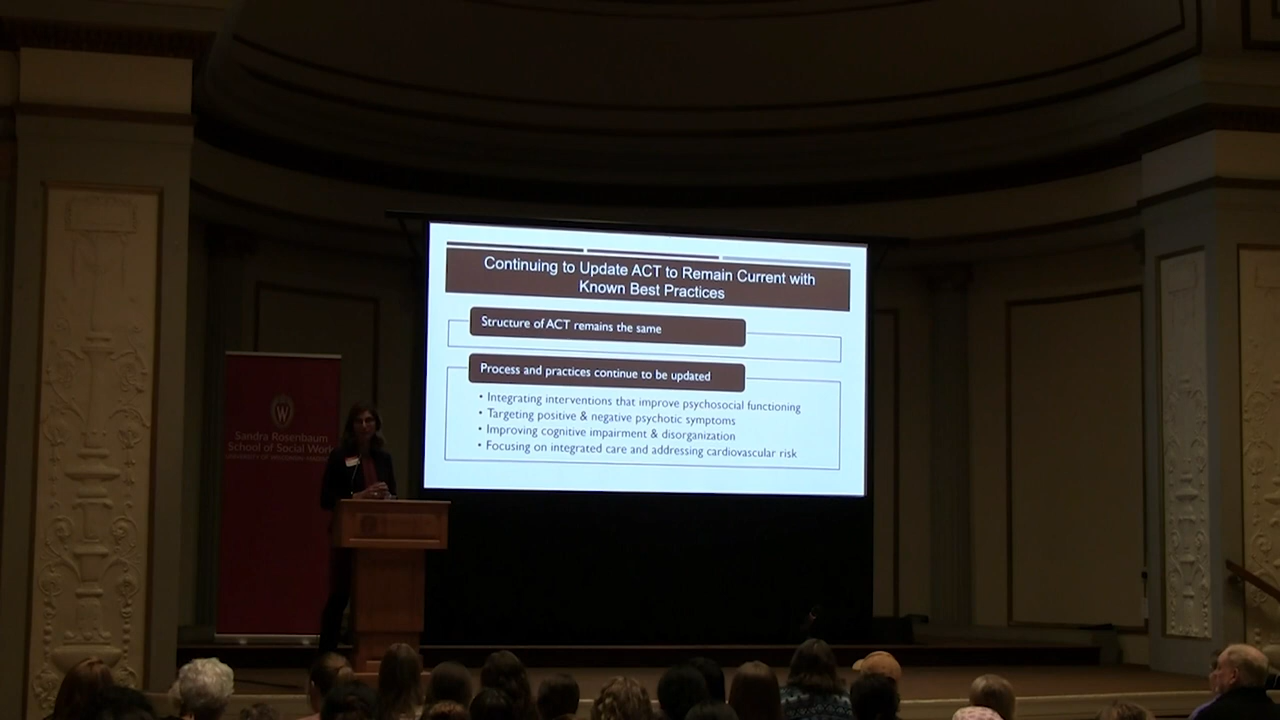 Continuing to Update ACT to Remain Current with
Known Best Practices
Structure of ACT remains the same
Process and practices continue to be updated
• Integrating interventions that improve psychosocial functioning
• Targeting positive & negative psychotic symptoms
• Improving cognitive impairment & disorganization
• Focusing on integrated care and addressing cardiovascular risk
W
Sandra Rosenbaum
School of Social Work